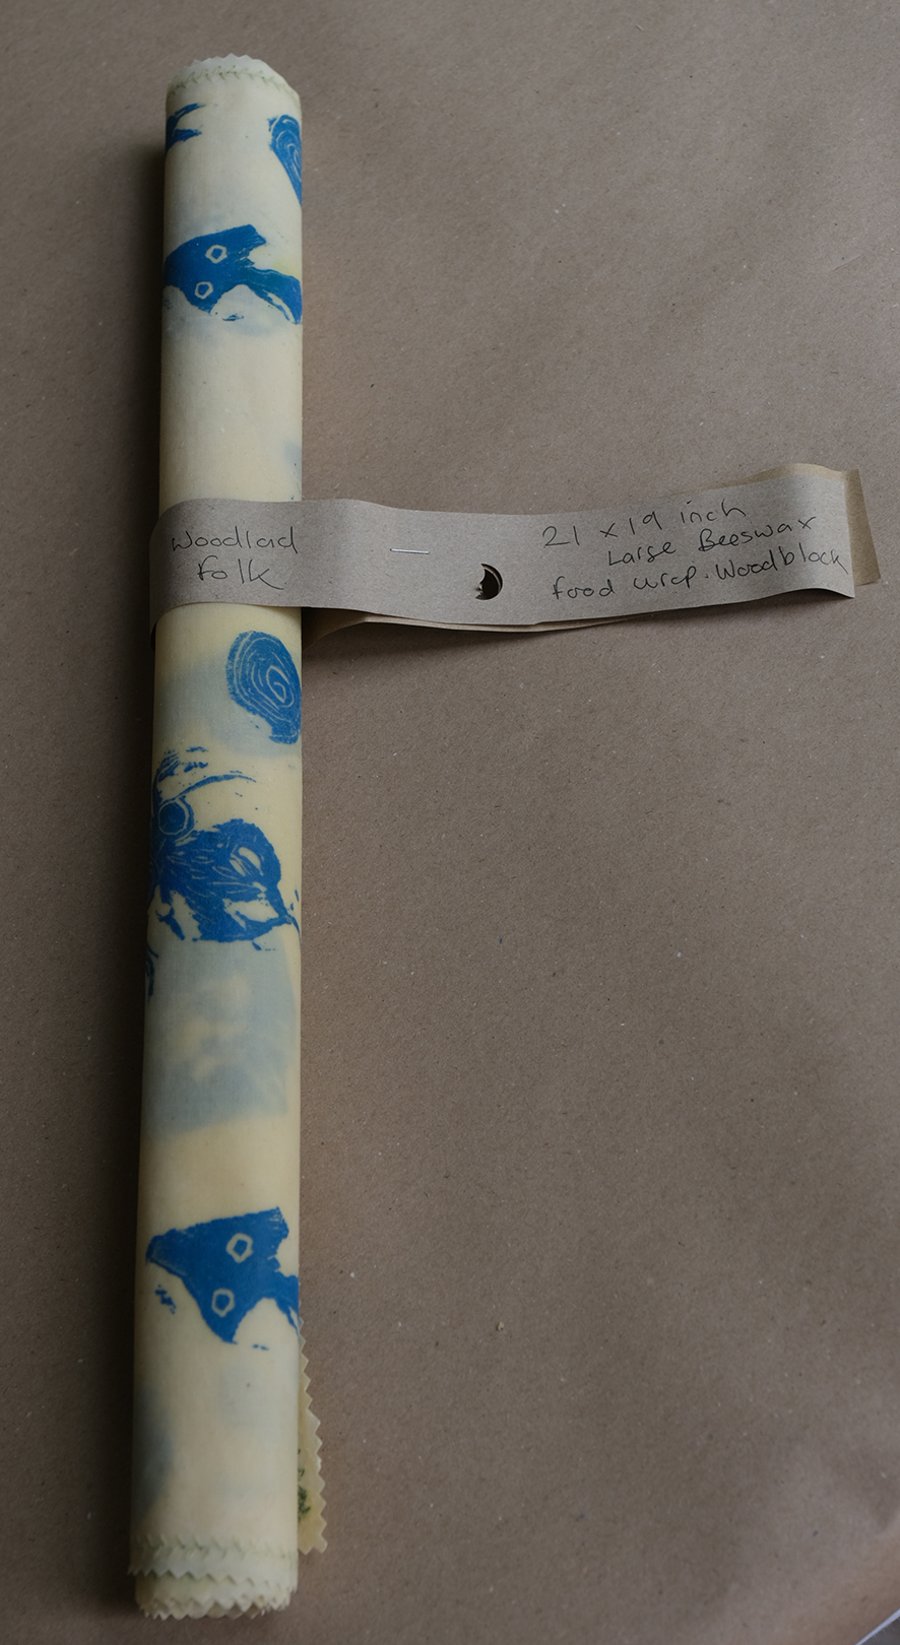 Woodlad
Folk
21 x 19 inch
Large Beeswax
food wrap. Woodblock